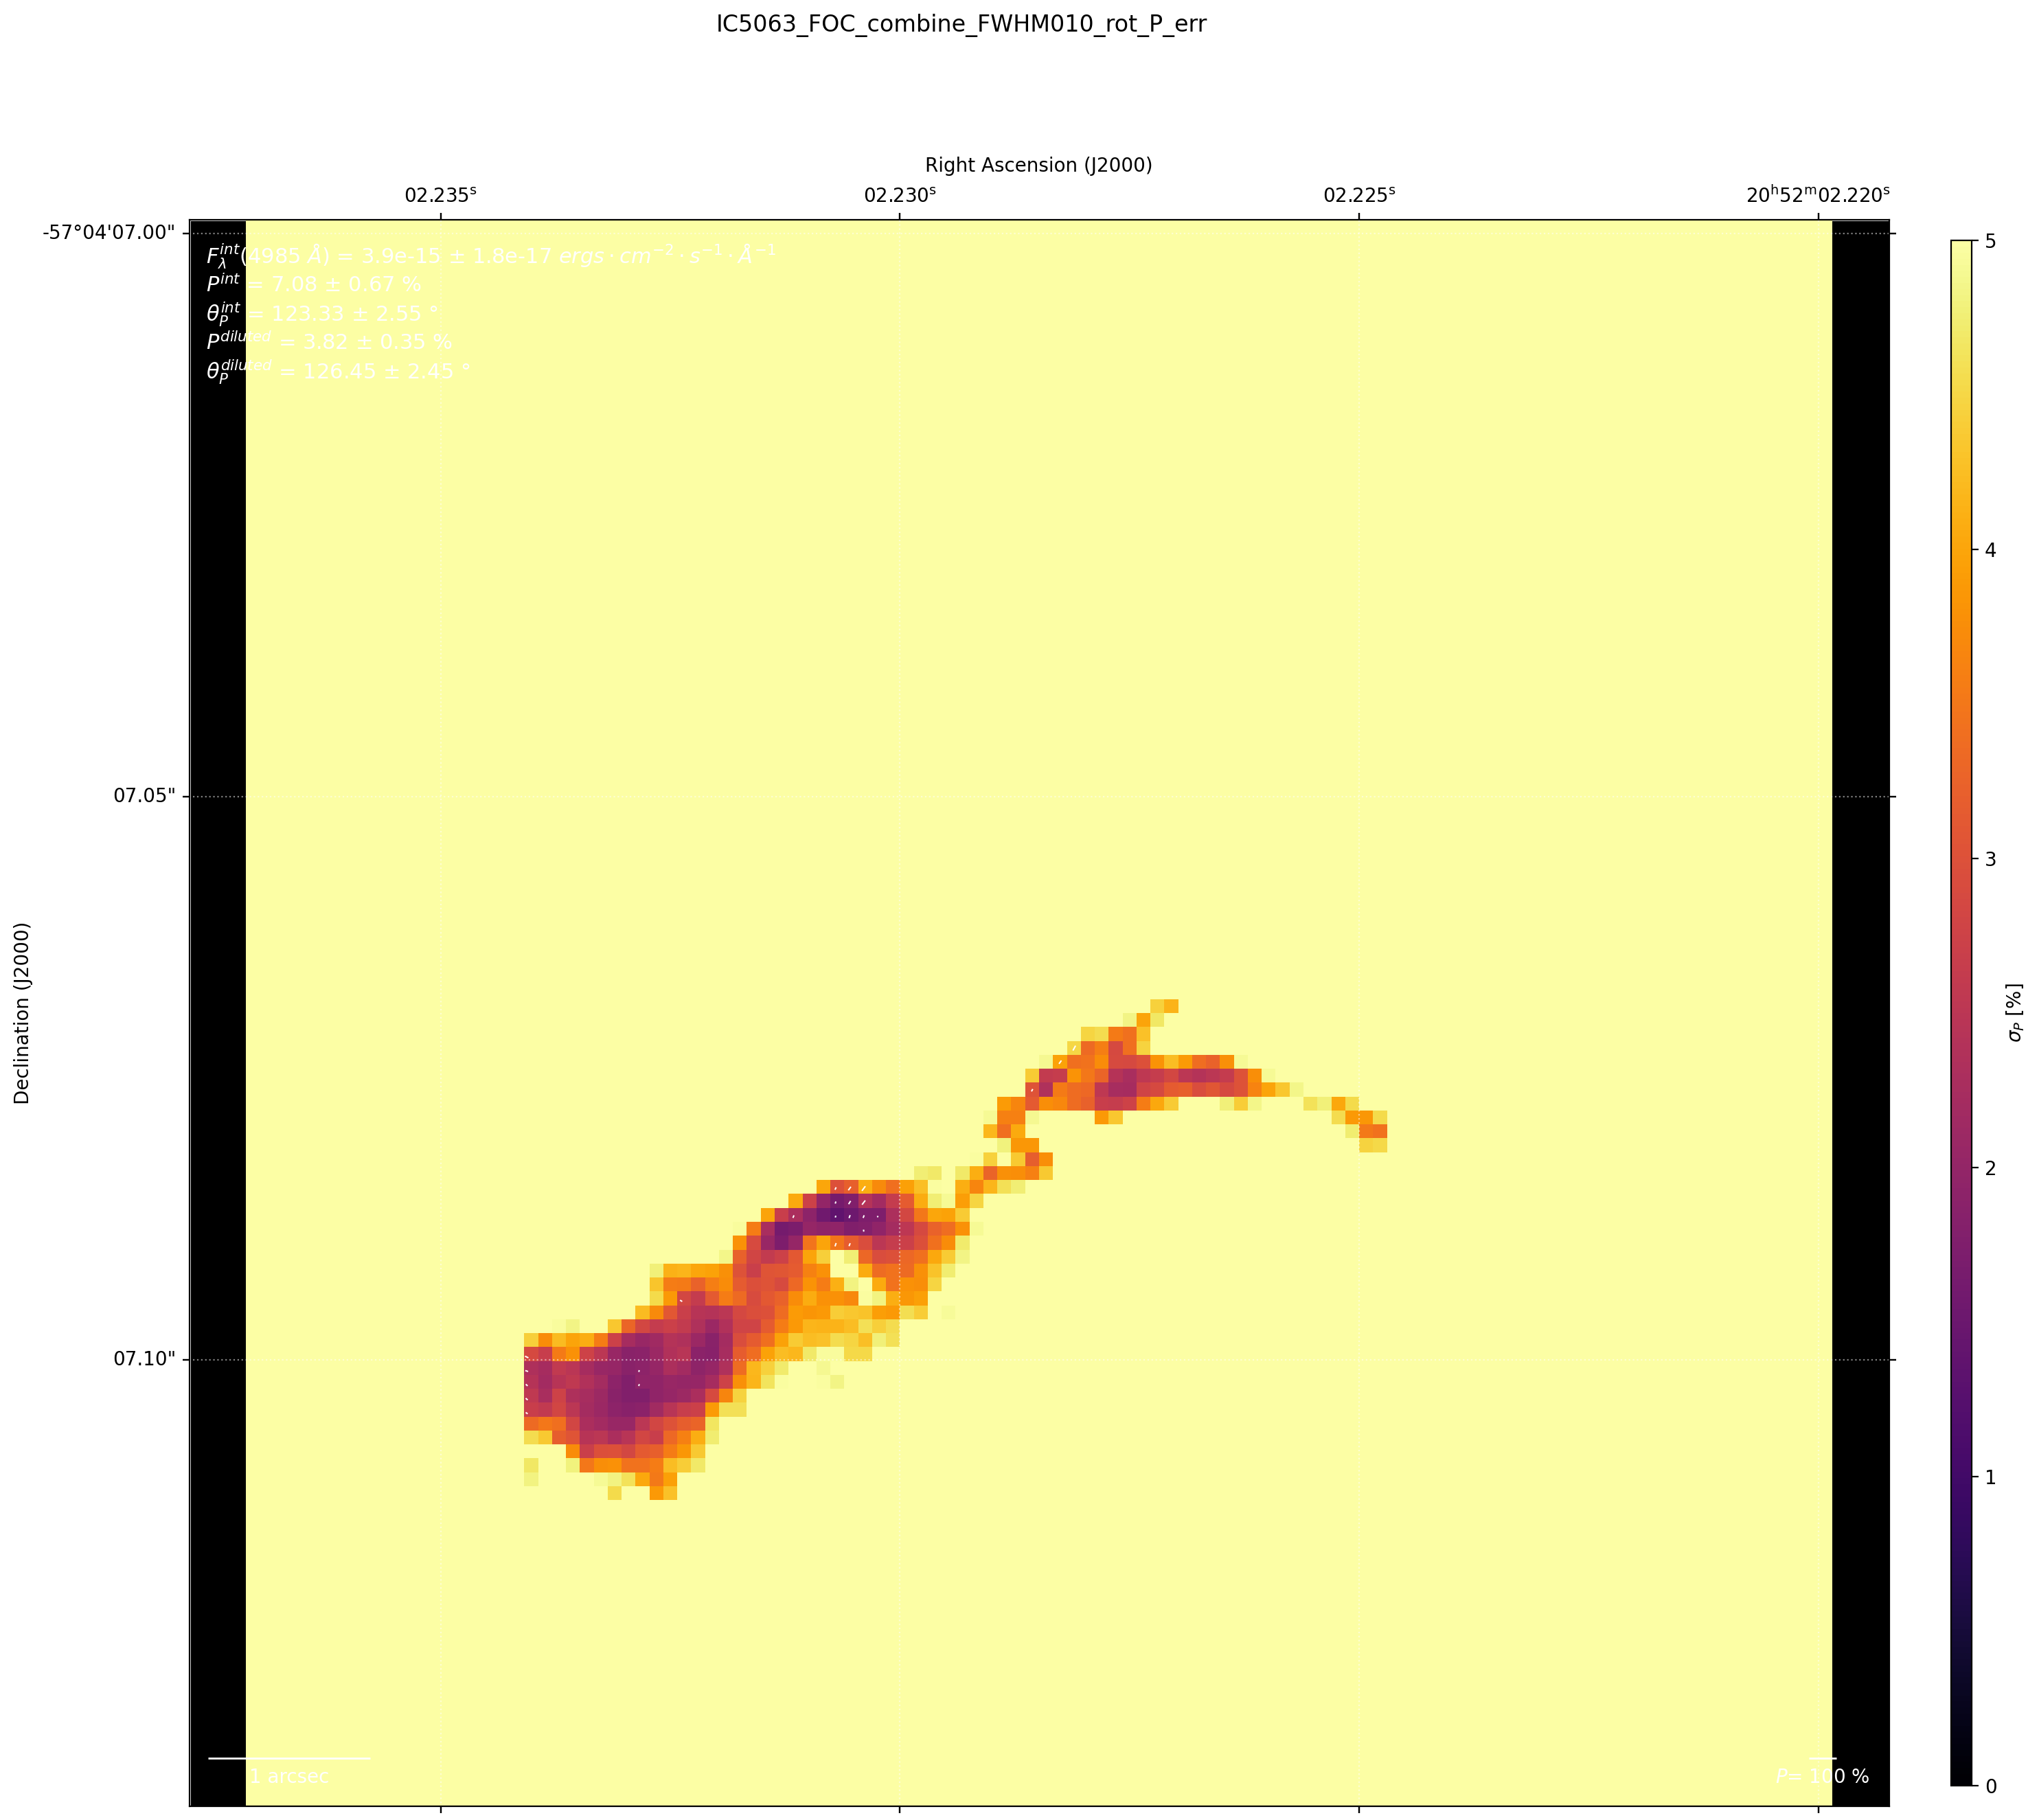 IC5063_FOC_combine_FWHM010_rot_P_err
Right Ascension (J2000)
02.235ˢ 02.230ˢ 02.225ˢ 20ʰ52ᵐ02.220ˢ
-57°04'07.00"
07.05"
07.10"
Declination (J2000)
F_λ^int (4985 Å) = 3.9e-15 ± 1.8e-17 ergs · cm⁻² · s⁻¹ · Å⁻¹
P^int = 7.08 ± 0.67 %
θ_P^int = 123.33 ± 2.55 °
P^diluted = 3.82 ± 0.35 %
θ_P^diluted = 126.45 ± 2.45 °
1 arcsec
P= 100 %
5
4
3
2
1
0
σ_P [%]